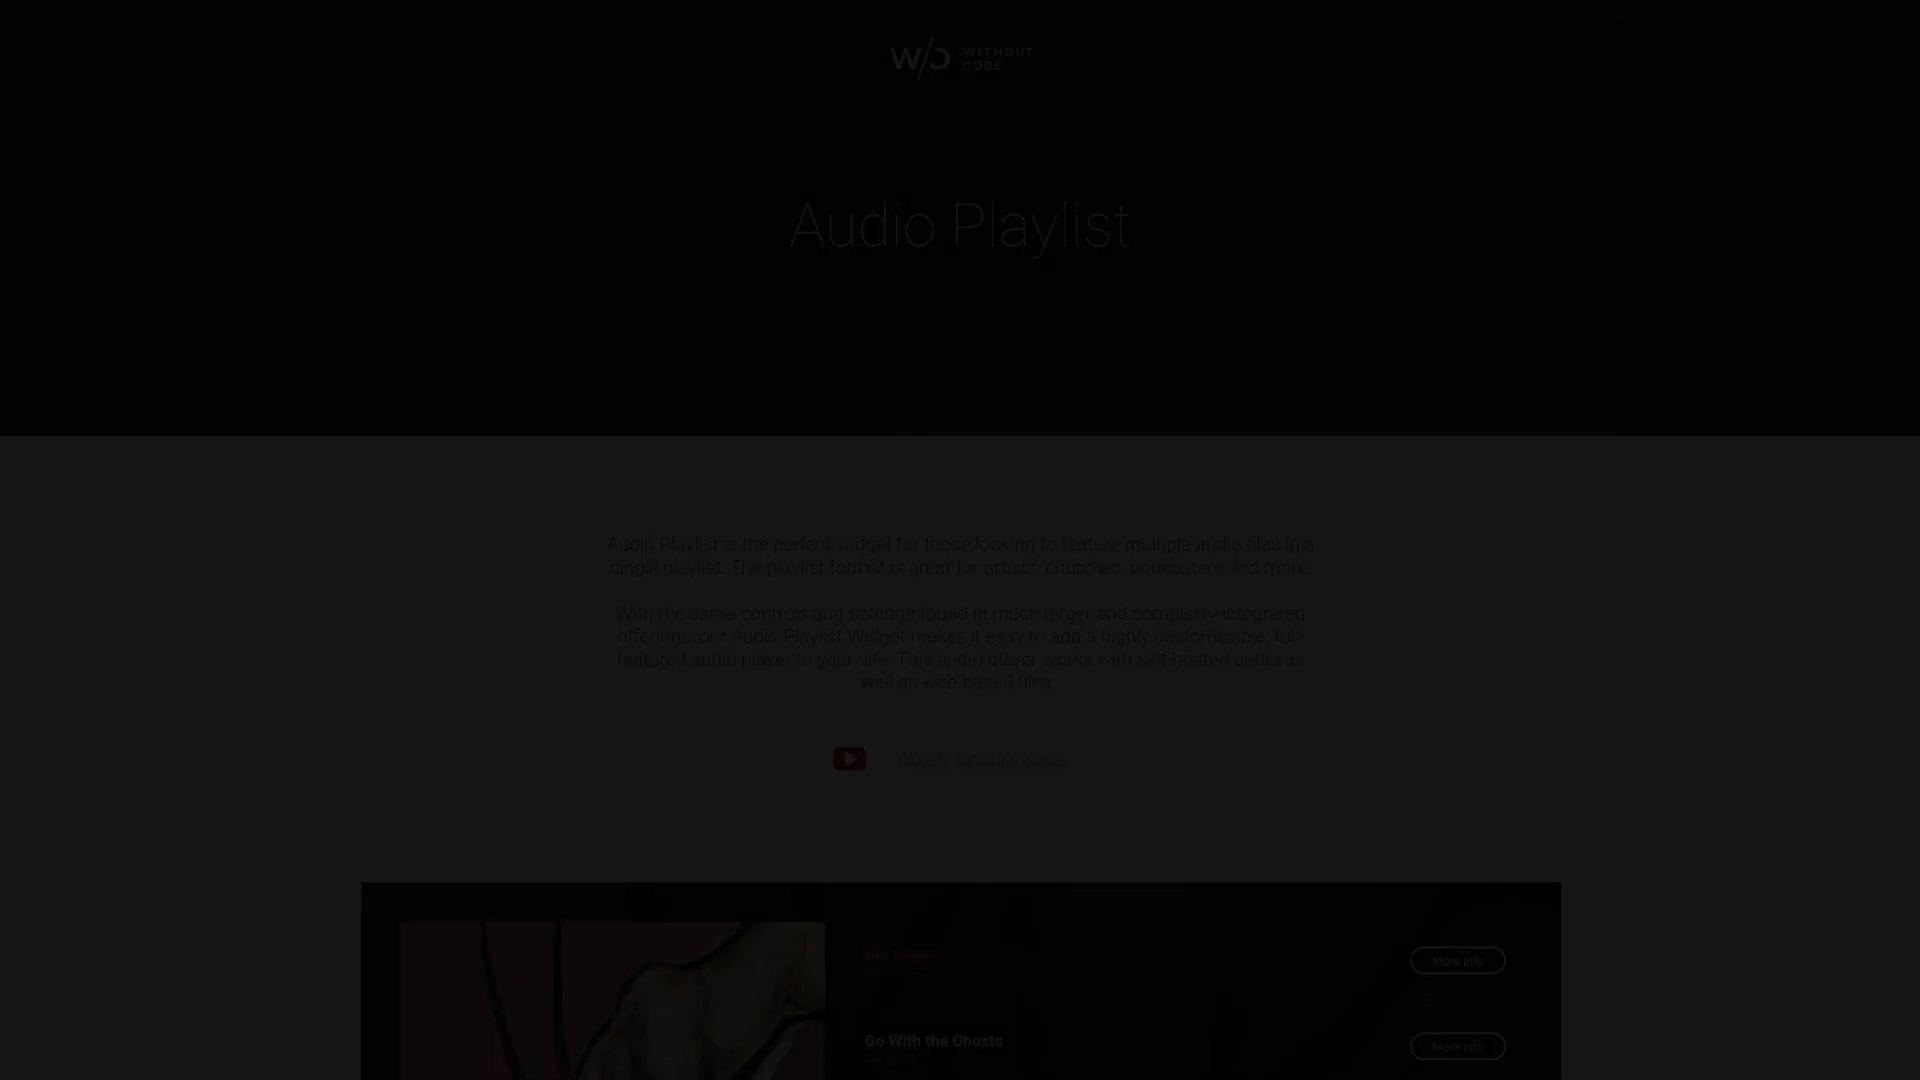 W/C WITHOUT
CODE
Audio Playlist
Audio Playlist is the perfect widget for those looking to feature multiple audio files in a
single playlist. The playlist format is great for artists, churches, podcasters and more.
With the same controls and settings found in much larger and complexly-integrated
offerings, our Audio Playlist Widget makes it easy to add a highly customizable, full-
featured audio player to your site. This audio player works with self-hosted audio as
well as web-based files.
Watch
More Info
Go With the Ghosts
More Info